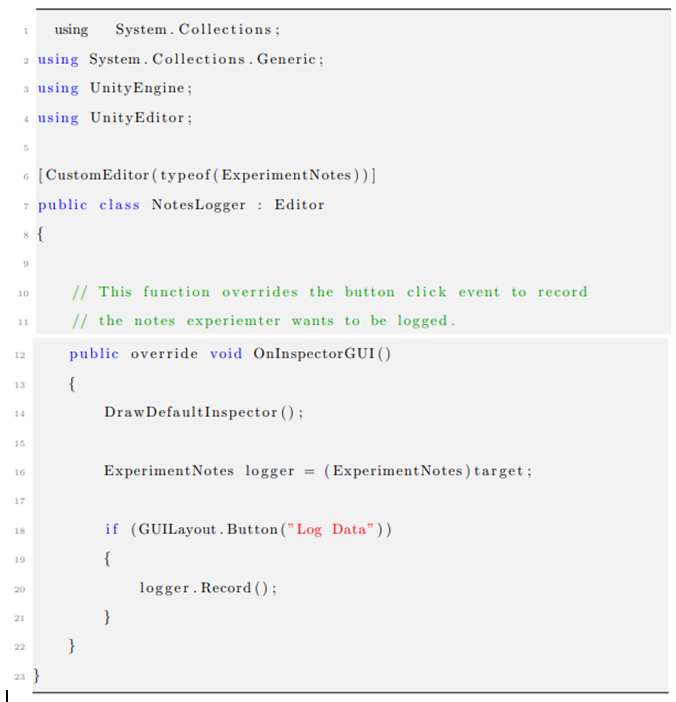 1 using System.Collections;
2 using System.Collections.Generic;
3 using UnityEngine;
4 using UnityEditor;
5
6 [CustomEditor(typeof(ExperimentNotes))]
7 public class NotesLogger : Editor
8 {
9
10 // This function overrides the button click event to record
11 // the notes experiemter wants to be logged.
12 public override void OnInspectorGUI()
13 {
14 DrawDefaultInspector();
15
16 ExperimentNotes logger = (ExperimentNotes)target;
17
18 if (GUILayout.Button("Log Data"))
19 {
20 logger.Record();
21 }
22 }
23 }